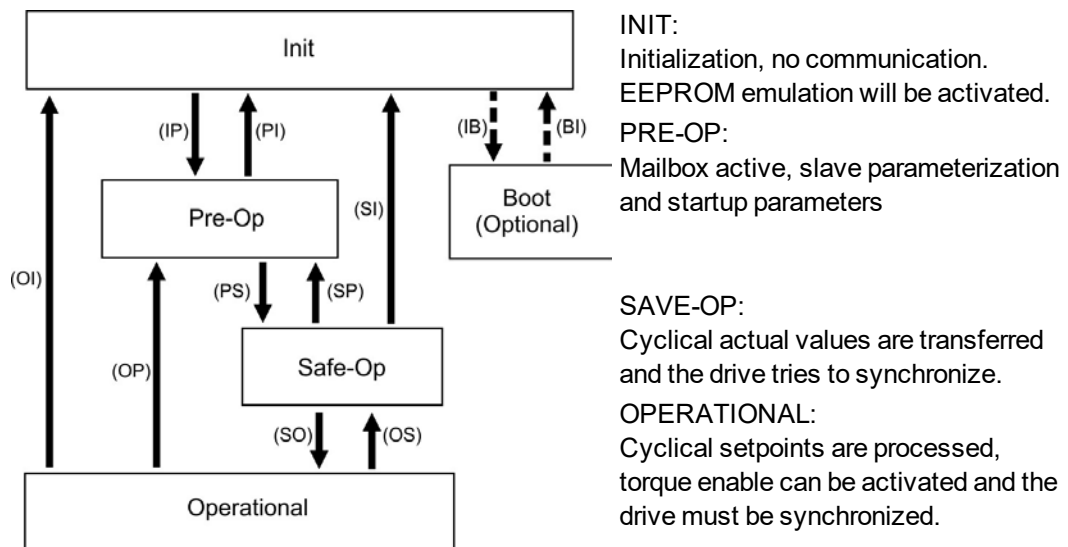 Init
(IP)
(PI)
(IB)
(BI)
Pre-Op
(SI)
Boot
(Optional)
(OI)
(PS)
(SP)
(OP)
Safe-Op
(SO)
(OS)
Operational
INIT:
Initialization, no communication.
EEPROM emulation will be activated.
PRE-OP:
Mailbox active, slave parameterization
and startup parameters
SAVE-OP:
Cyclical actual values are transferred
and the drive tries to synchronize.
OPERATIONAL:
Cyclical setpoints are processed,
torque enable can be activated and the
drive must be synchronized.